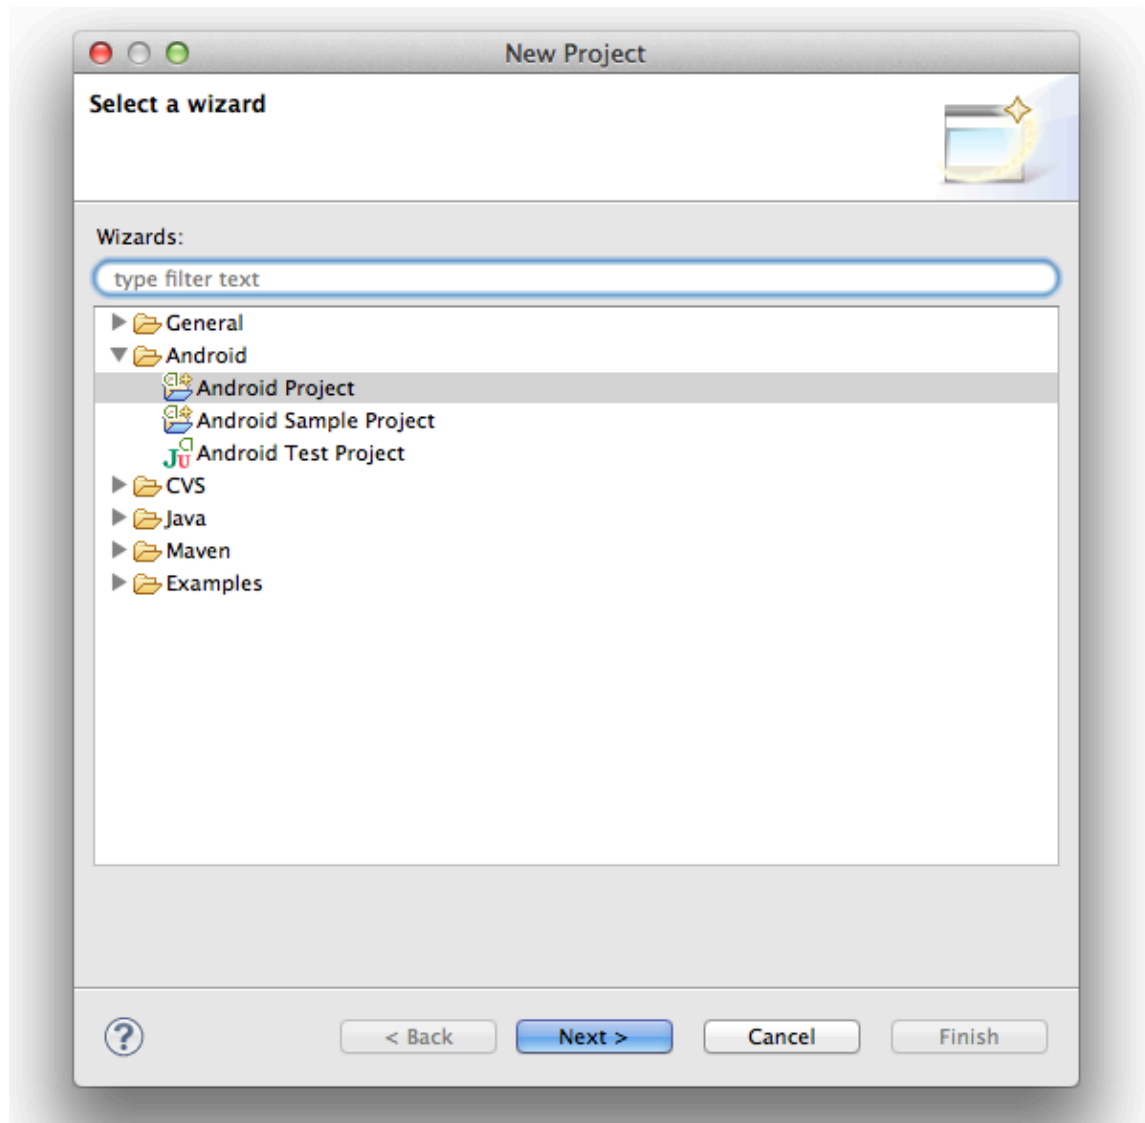 New Project
Select a wizard
Wizards:
type filter text
General
Android
Android Project
Android Sample Project
Android Test Project
CVS
Java
Maven
Examples
? < Back Next > Cancel Finish